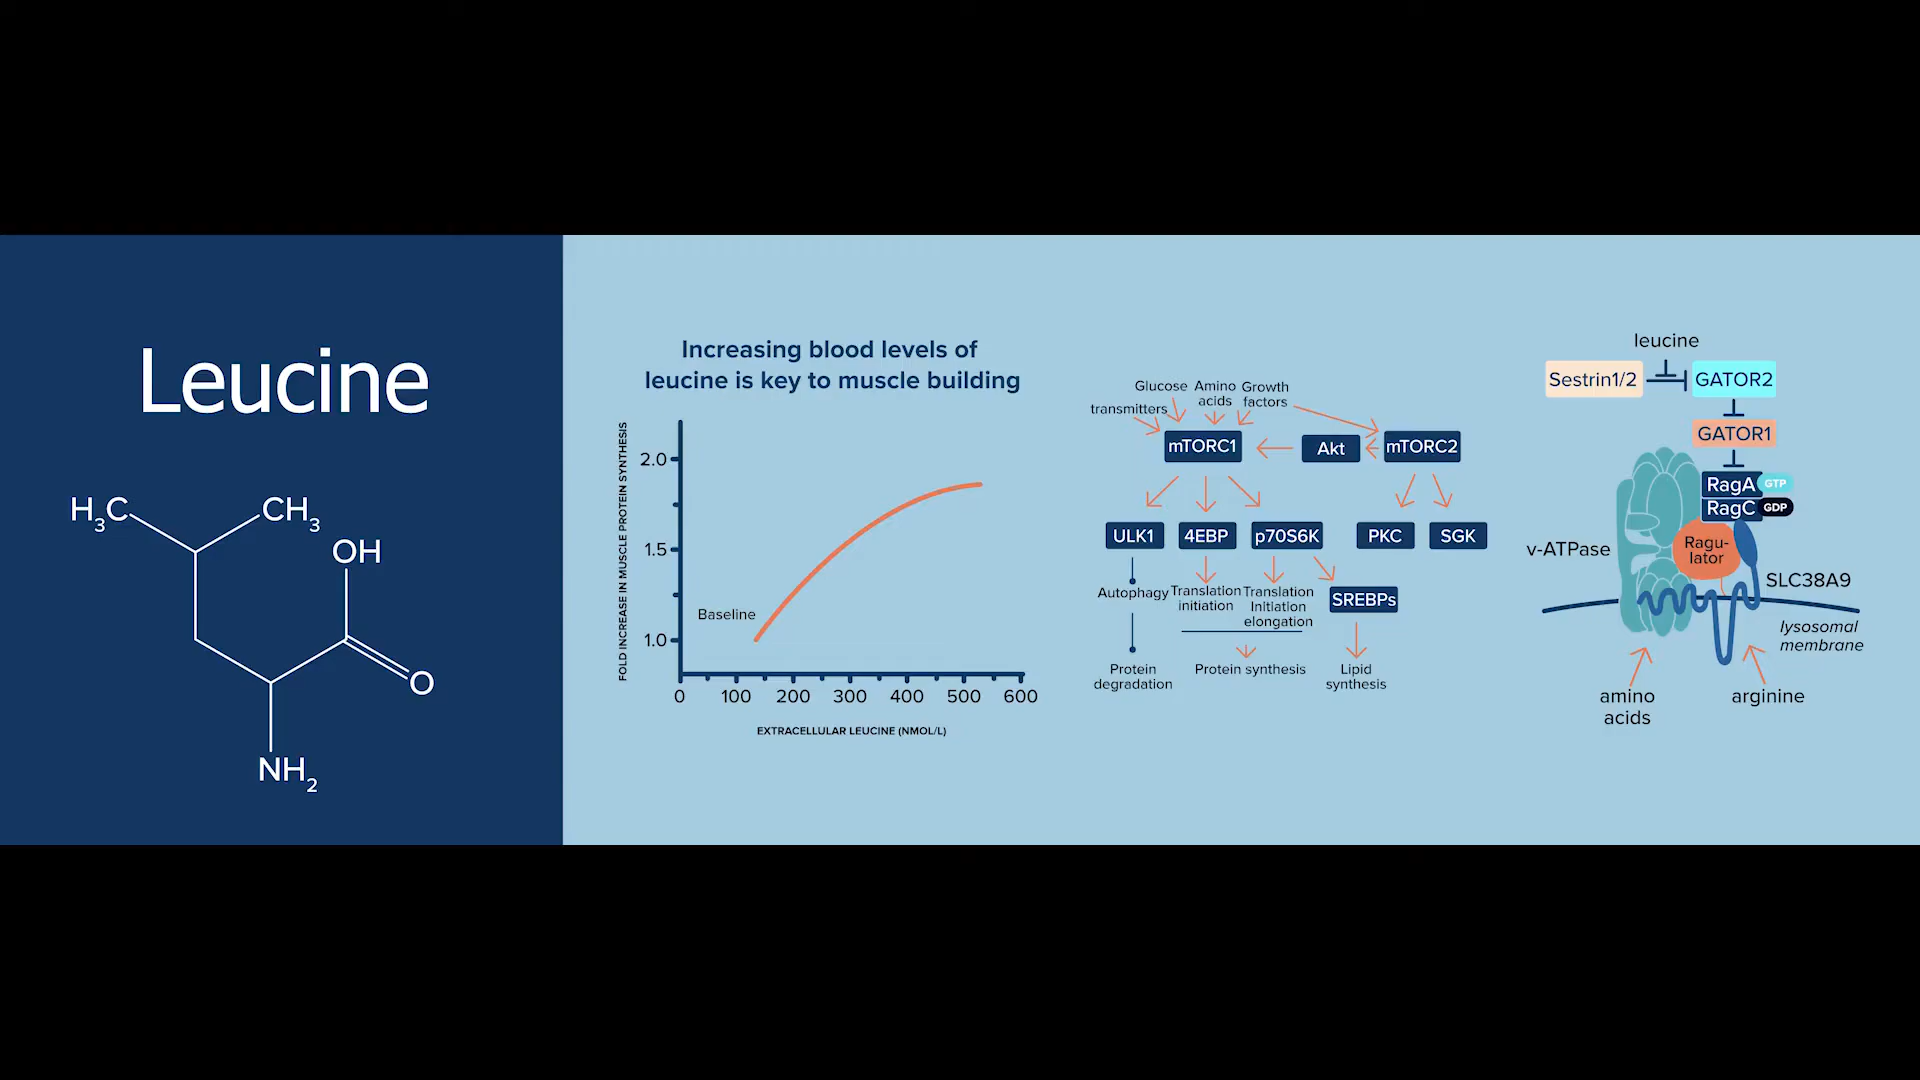 Leucine
H3C
CH3
OH
O
NH2
Increasing blood levels of
leucine is key to muscle building
FOLD INCREASE IN MUSCLE PROTEIN SYNTHESIS
2.0
1.5
1.0
Baseline
0 100 200 300 400 500 600
EXTRACELLULAR LEUCINE (NMOL/L)
transmitters
Glucose
Amino
acids
Growth
factors
mTORC1
Akt
mTORC2
ULK1
4EBP
p70S6K
PKC
SGK
Autophagy
Translation
initiation
Translation
Initiation
elongation
SREBPs
Protein
degradation
Protein synthesis
Lipid
synthesis
leucine
Sestrin1/2
GATOR2
GATOR1
RagA GTP
RagC GDP
Ragu-
lator
v-ATPase
SLC38A9
lysosomal
membrane
amino
acids
arginine